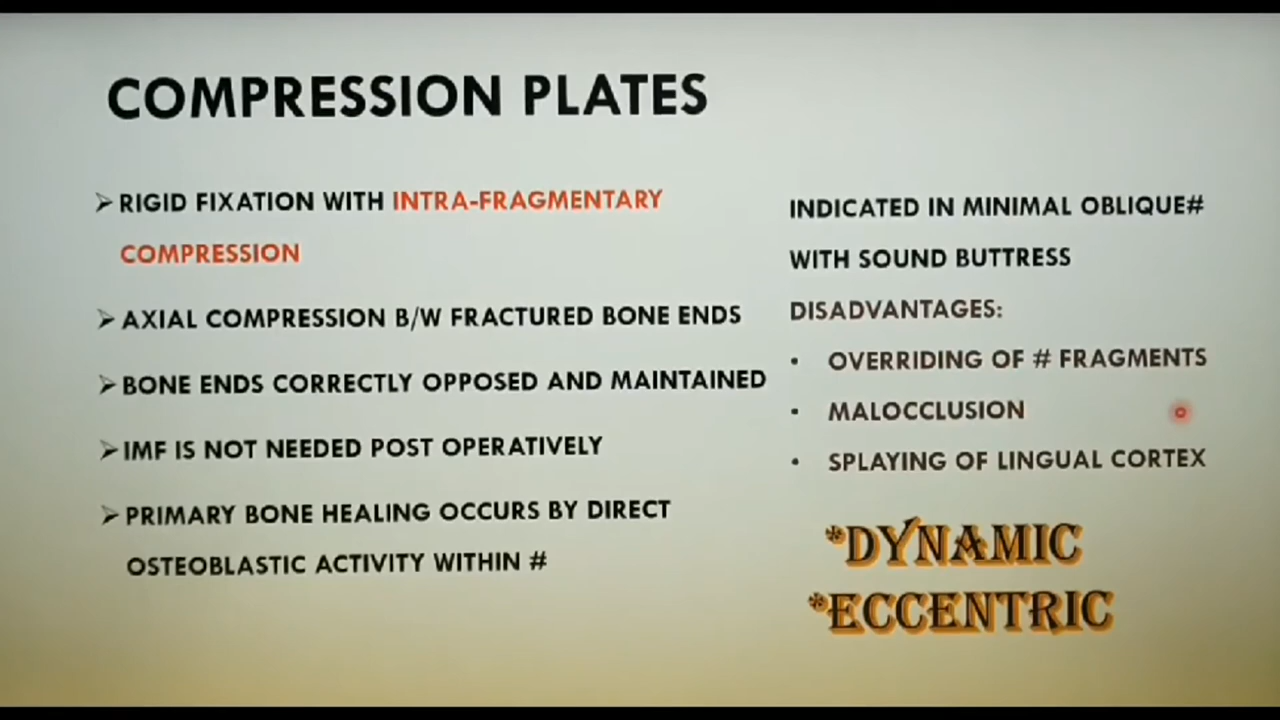 COMPRESSION PLATES
➢ RIGID FIXATION WITH INTRA-FRAGMENTARY
COMPRESSION
➢ AXIAL COMPRESSION B/W FRACTURED BONE ENDS
➢ BONE ENDS CORRECTLY OPPOSED AND MAINTAINED
➢ IMF IS NOT NEEDED POST OPERATIVELY
➢ PRIMARY BONE HEALING OCCURS BY DIRECT
OSTEOBLASTIC ACTIVITY WITHIN #
INDICATED IN MINIMAL OBLIQUE#
WITH SOUND BUTTRESS
DISADVANTAGES:
• OVERRIDING OF # FRAGMENTS
• MALOCCLUSION
• SPLAYING OF LINGUAL CORTEX
*DYNAMIC
*ECCENTRIC